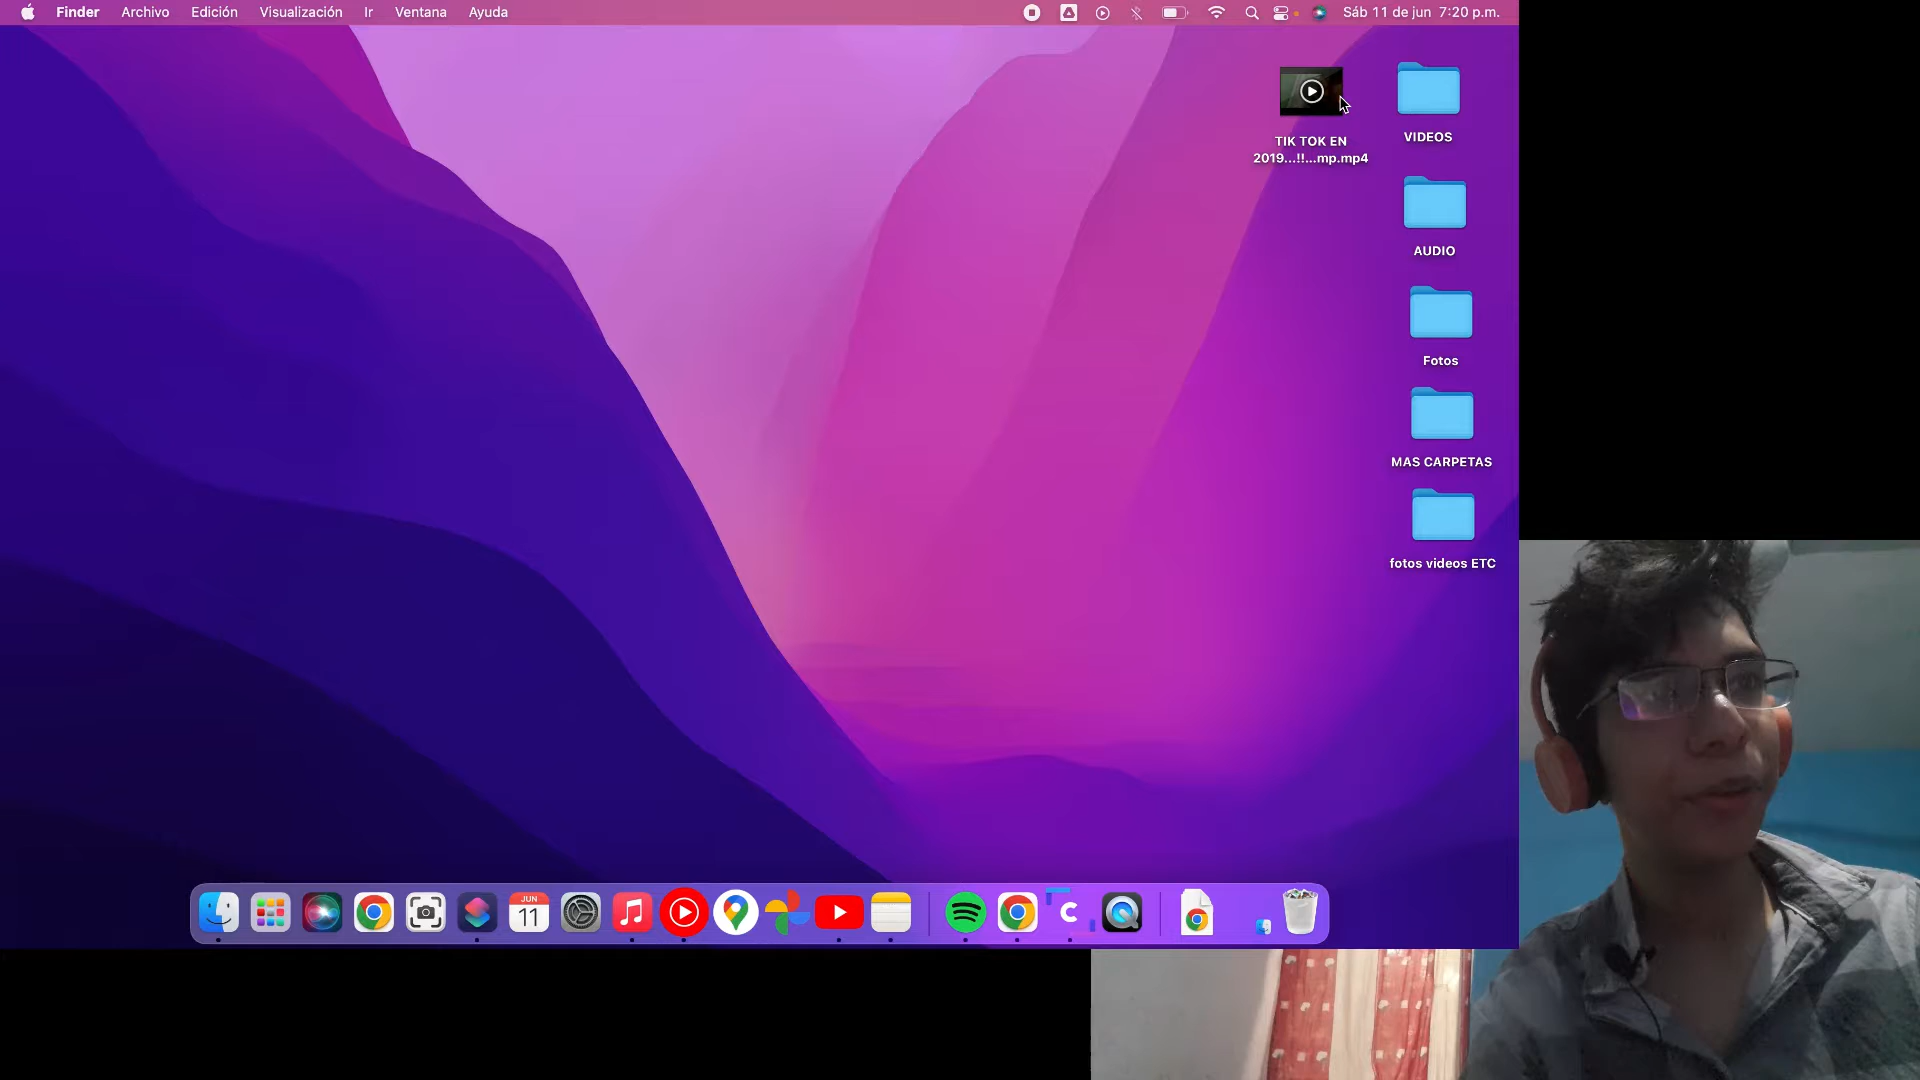 Finder Archivo Edición Visualización Ir Ventana Ayuda Sáb 11 de jun 7:20 p.m.
TIK TOK EN
2019...!!...mp.mp4
VIDEOS
AUDIO
Fotos
MAS CARPETAS
fotos videos ETC
JUN
11
C